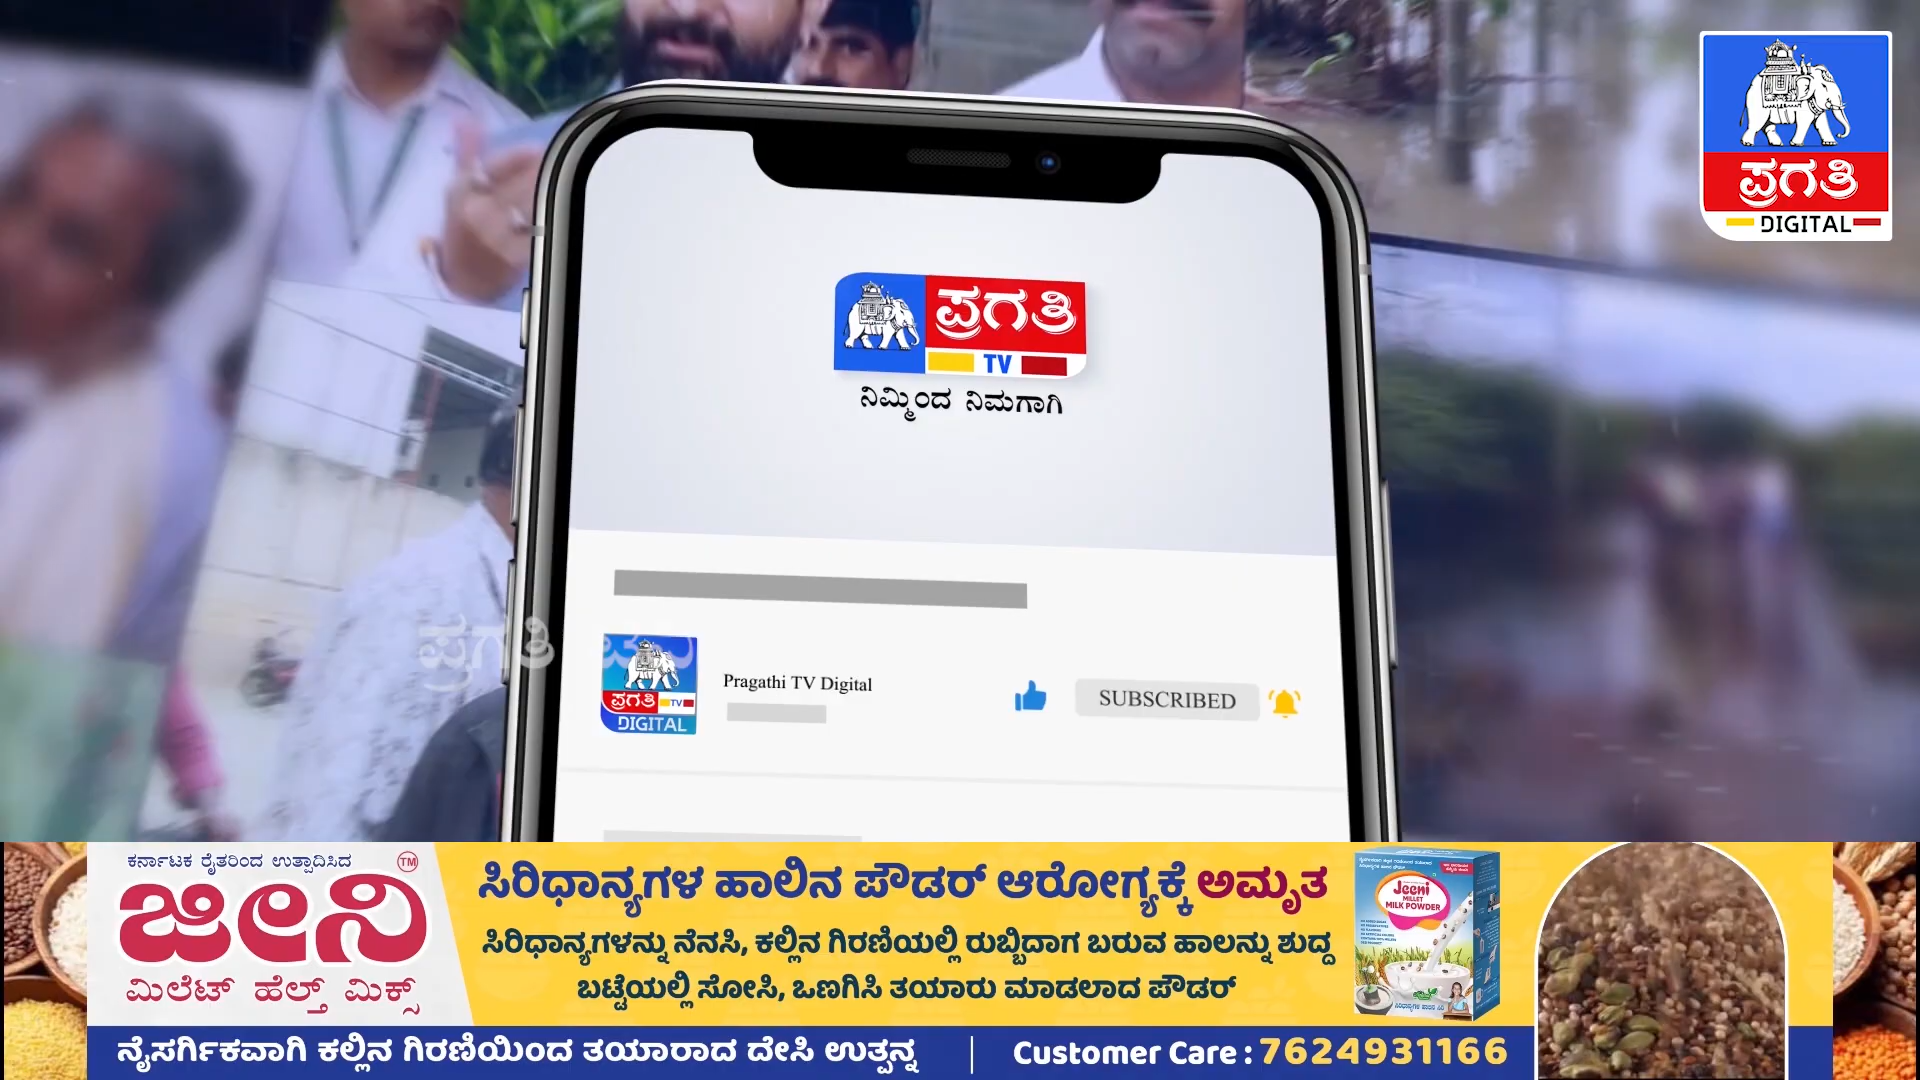 ಪ್ರಗತಿ
DIGITAL
ಪ್ರಗತಿ
TV
ನಿಮ್ಮಿಂದ ನಿಮಗಾಗಿ
ಪ್ರಗತಿ
ಪ್ರಗತಿ TV
DIGITAL
Pragathi TV Digital
SUBSCRIBED
ಕರ್ನಾಟಕ ರೈತರಿಂದ ಉತ್ಪಾದಿಸಿದ
TM
ಜೀನಿ
ಮಿಲೆಟ್ ಹೆಲ್ತ್ ಮಿಕ್ಸ್
ಸಿರಿಧಾನ್ಯಗಳ ಹಾಲಿನ ಪೌಡರ್ ಆರೋಗ್ಯಕ್ಕೆ ಅಮೃತ
ಸಿರಿಧಾನ್ಯಗಳನ್ನು ನೆನಸಿ, ಕಲ್ಲಿನ ಗಿರಣಿಯಲ್ಲಿ ರುಬ್ಬಿದಾಗ ಬರುವ ಹಾಲನ್ನು ಶುದ್ದ
ಬಟ್ಟೆಯಲ್ಲಿ ಸೋಸಿ, ಒಣಗಿಸಿ ತಯಾರು ಮಾಡಲಾದ ಪೌಡರ್
Jeeni
MILLET
MILK POWDER
ನೈಸರ್ಗಿಕವಾಗಿ ಕಲ್ಲಿನ ಗಿರಣಿಯಿಂದ ತಯಾರಾದ ದೇಸಿ ಉತ್ಪನ್ನ
Customer Care : 7624931166